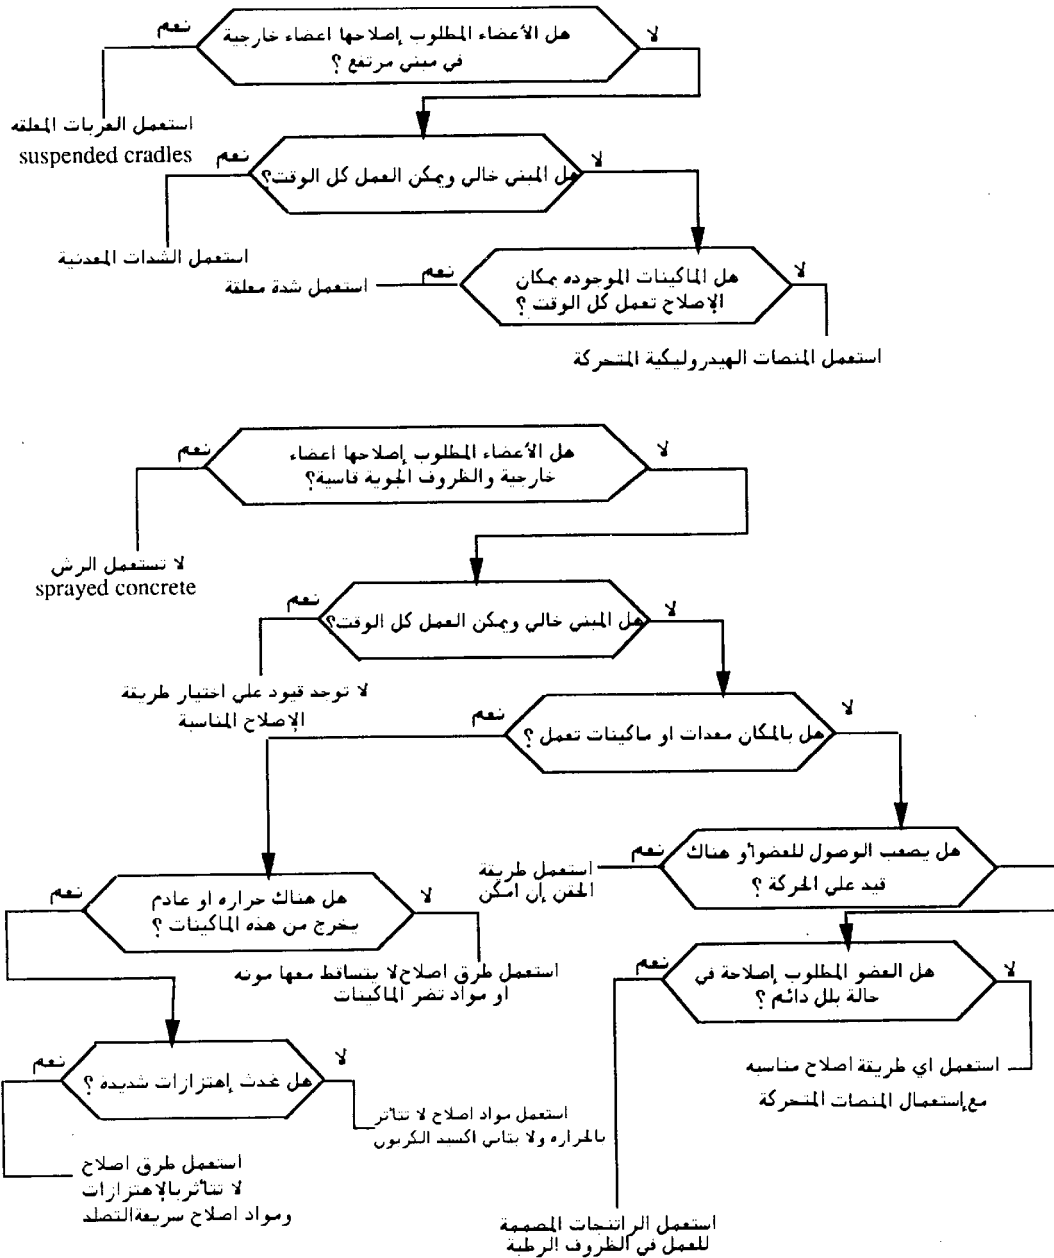 نعم
لا
هل الأعضاء المطلوب إصلاحها اعضاء خارجية
في مبني مرتفع ؟
استعمل العربات المعلقه
suspended cradles
نعم
لا
هل المبني خالي ويمكن العمل كل الوقت؟
استعمل الشدات المعدنية
نعم
لا
هل الماكينات الموجوده بمكان
الإصلاح تعمل كل الوقت ؟
استعمل شدة معلقة
استعمل المنصات الهيدروليكية المتحركة
نعم
لا
هل الأعضاء المطلوب إصلاحها اعضاء
خارجية والظروف الجوية قاسية؟
لا تستعمل الرش
sprayed concrete
نعم
لا
هل المبني خالي ويمكن العمل كل الوقت؟
لا توجد قيود علي اختيار طريقة
الإصلاح المناسبة
نعم
لا
هل بالمكان معدات او ماكينات تعمل ؟
نعم
هل يصعب الوصول للعضو أو هناك
قيد علي الحركة ؟
استعمل طريقة
الحقن إن امكن
نعم
لا
هل هناك حراره او عادم
يخرج من هذه الماكينات ؟
استعمل طرق اصلاح لا يتساقط معها مونه
او مواد تضر الماكينات
نعم
لا
هل العضو المطلوب إصلاحة في
حالة بلل دائم ؟
استعمل اي طريقة أصلاح مناسبه
مع إستعمال المنصات المتحركة
نعم
لا
هل تحدث إهتزازات شديدة ؟
استعمل مواد اصلاح لا تتأثر
بالحراره ولا بثاني اكسيد الكربون
استعمل طرق اصلاح
لا تتأثر بالإهتزازات
ومواد اصلاح سريعة التصلد
استعمل الراتنجات المصممة
للعمل في الظروف الرطبة